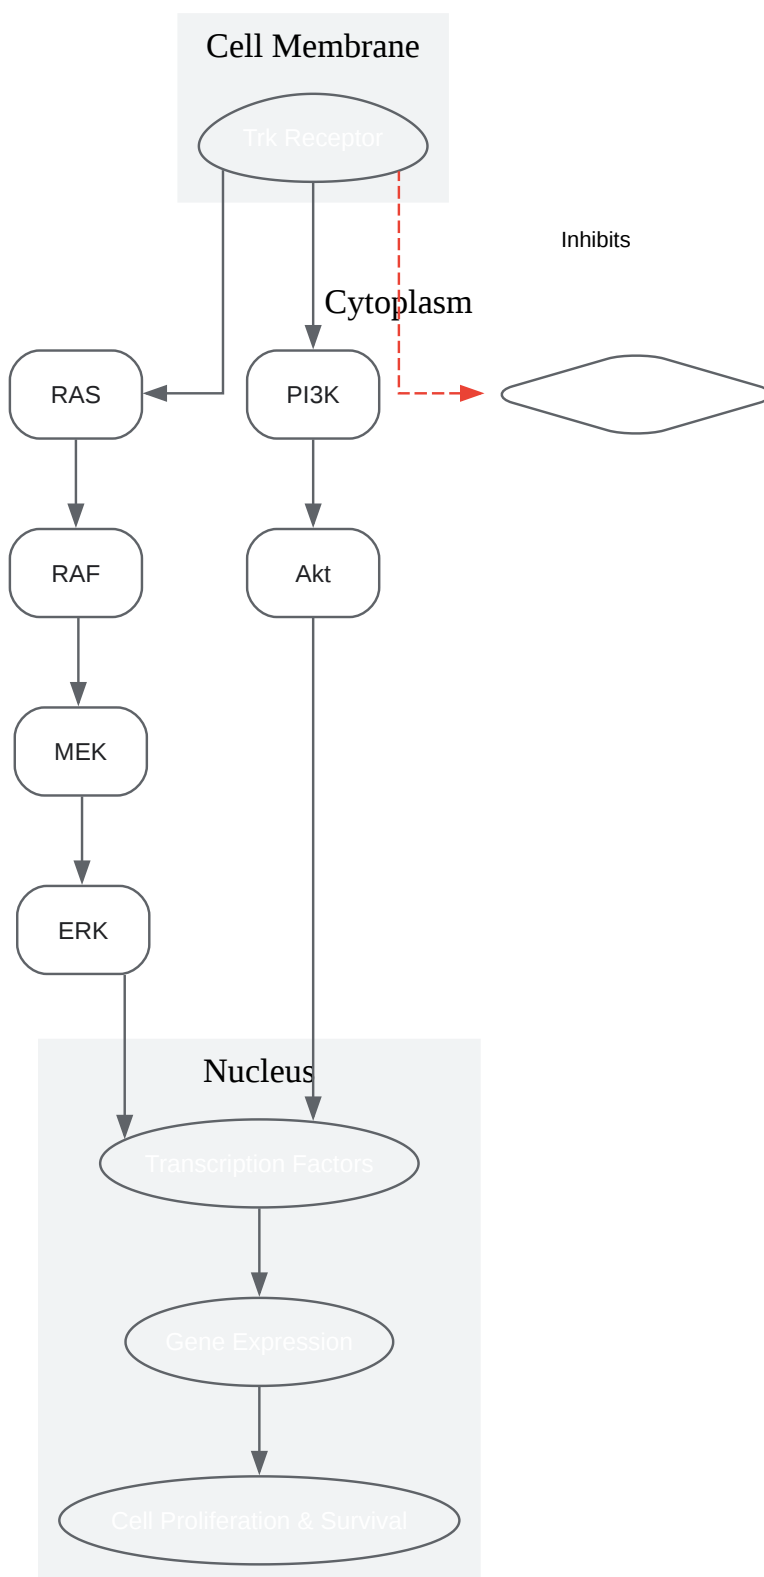 Cell Membrane
Trk Receptor
Inhibits
Cytoplasm
RAS
PI3K
RAF
Akt
MEK
ERK
Nucleus
Transcription Factors
Gene Expression
Cell Proliferation & Survival